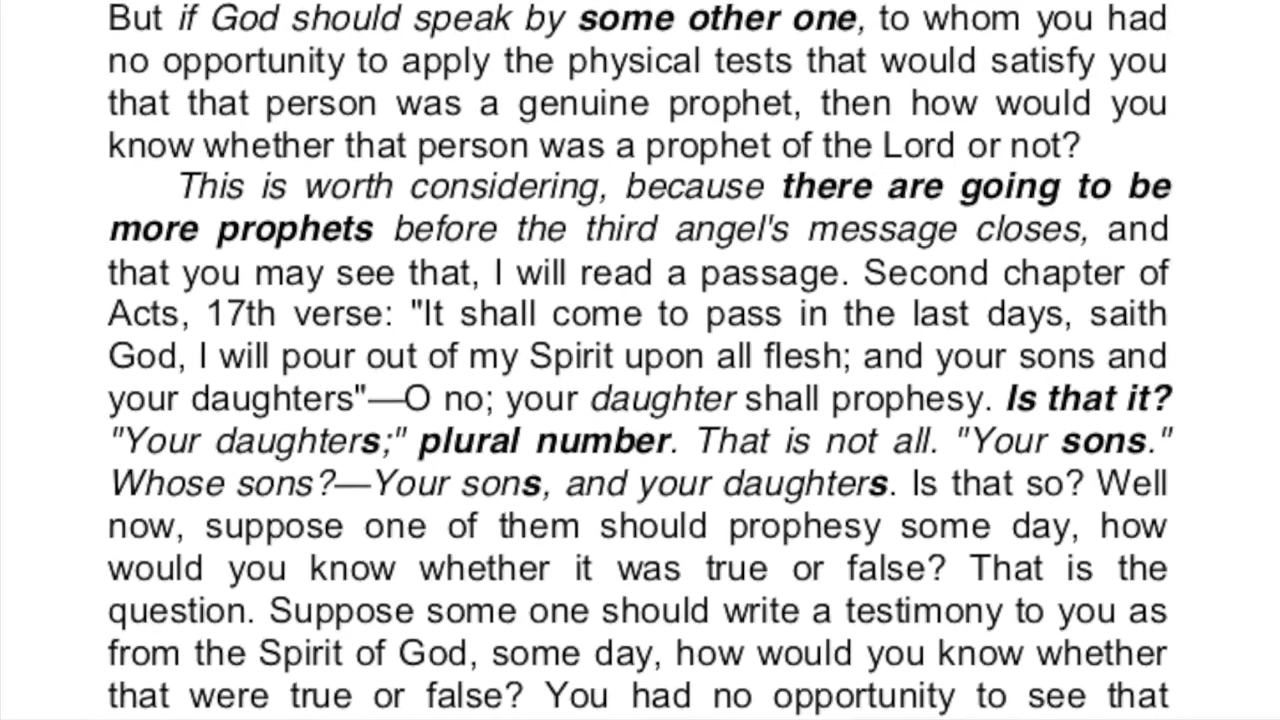 But if God should speak by some other one, to whom you had
no opportunity to apply the physical tests that would satisfy you
that that person was a genuine prophet, then how would you
know whether that person was a prophet of the Lord or not?
This is worth considering, because there are going to be
more prophets before the third angel's message closes, and
that you may see that, I will read a passage. Second chapter of
Acts, 17th verse: "It shall come to pass in the last days, saith
God, I will pour out of my Spirit upon all flesh; and your sons and
your daughters"—O no; your daughter shall prophesy. Is that it?
"Your daughters;" plural number. That is not all. "Your sons."
Whose sons?—Your sons, and your daughters. Is that so? Well
now, suppose one of them should prophesy some day, how
would you know whether it was true or false? That is the
question. Suppose some one should write a testimony to you as
from the Spirit of God, some day, how would you know whether
that were true or false? You had no opportunity to see that